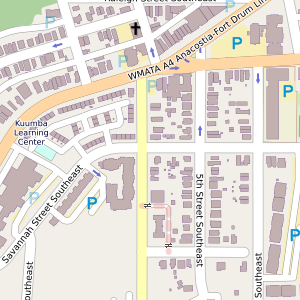 Raleigh Street Southeast
WMATA A4 Anacostia-Fort Drum Lin
P
P
P
Kuumba
Learning
Center
P
P
P
P
P
Savannah Street Southeast
5th Street Southeast
Southeast
Southeast